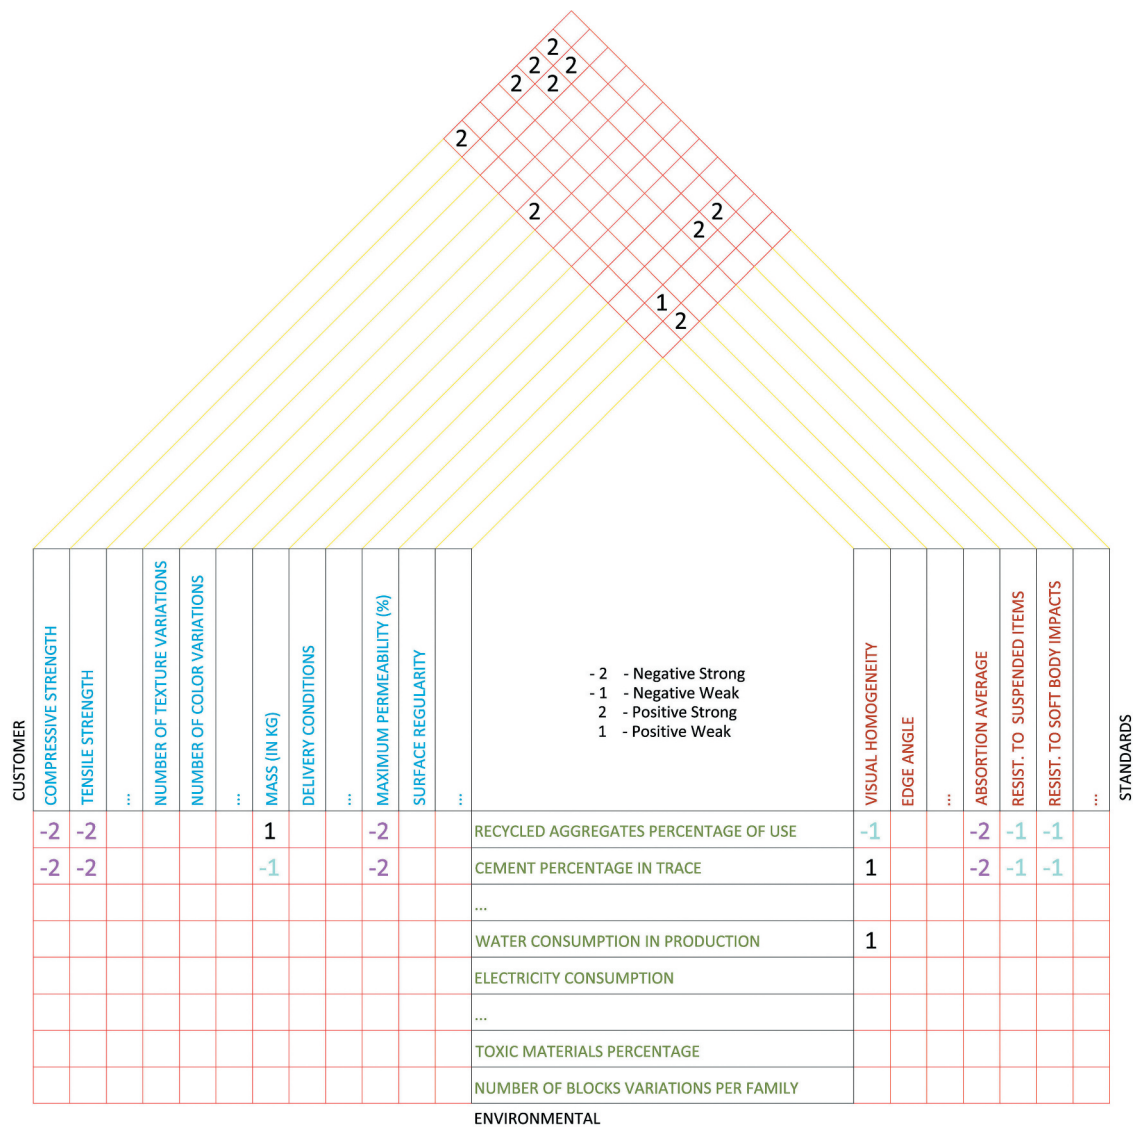 2
2 2
2 2
2
2 2
2
1
2
- 2 - Negative Strong
- 1 - Negative Weak
2 - Positive Strong
1 - Positive Weak
CUSTOMER
COMPRESSIVE STRENGTH
TENSILE STRENGTH
...
NUMBER OF TEXTURE VARIATIONS
NUMBER OF COLOR VARIATIONS
...
MASS (IN KG)
DELIVERY CONDITIONS
...
MAXIMUM PERMEABILITY (%)
SURFACE REGULARITY
...
VISUAL HOMOGENEITY
EDGE ANGLE
...
ABSORTION AVERAGE
RESIST. TO SUSPENDED ITEMS
RESIST. TO SOFT BODY IMPACTS
...
STANDARDS
-2 -2 1 -2 RECYCLED AGGREGATES PERCENTAGE OF USE -1 -2 -1 -1
-2 -2 -1 -2 CEMENT PERCENTAGE IN TRACE 1 -2 -1 -1
...
WATER CONSUMPTION IN PRODUCTION 1
ELECTRICITY CONSUMPTION
...
TOXIC MATERIALS PERCENTAGE
NUMBER OF BLOCKS VARIATIONS PER FAMILY
ENVIRONMENTAL